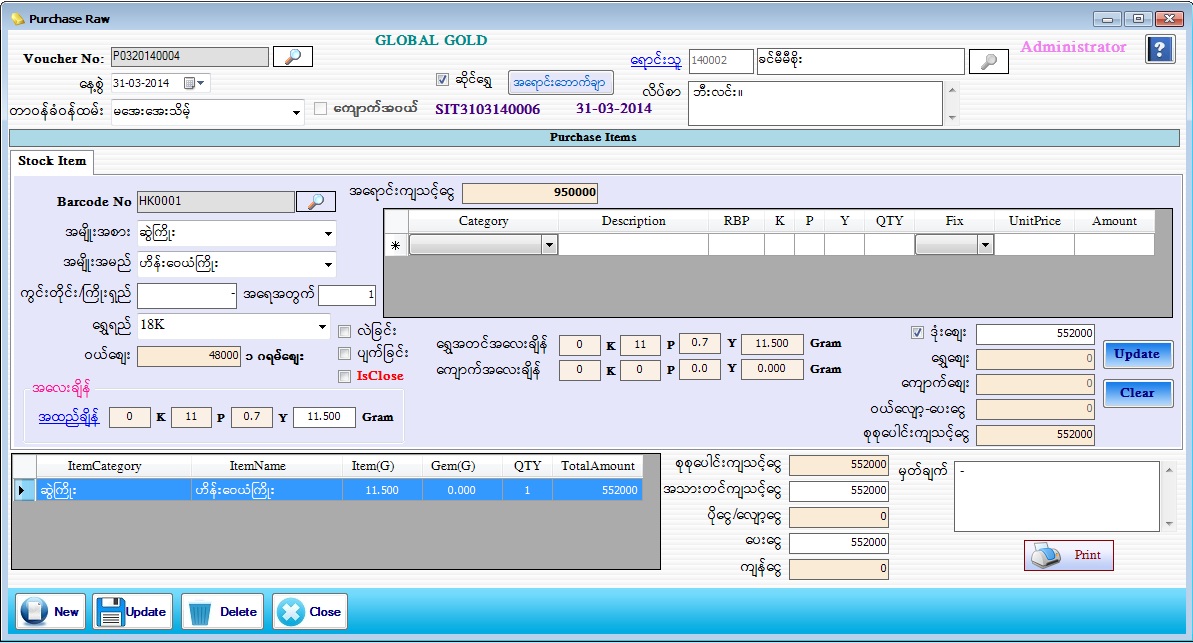 Purchase Raw
GLOBAL GOLD
Voucher No: P0320140004
ရောင်းသူ 140002 ခင်မီမီစိုး
Administrator
နေ့စွဲ 31-03-2014
ဆိုင်ရွှေ အရောင်းဘောက်ချာ
လိပ်စာ ဘီးလင်း။
တာဝန်ခံဝန်ထမ်း မအေးအေးသိမ့်
ကျောက်အဝယ် SIT3103140006 31-03-2014
Purchase Items
Stock Item
Barcode No HK0001
အရောင်းကျသင့်ငွေ 950000
Category Description RBP K P Y QTY Fix UnitPrice Amount
အမျိုးအစား ဆွဲကြိုး
အမျိုးအမည် ဟိန်းဝေယံကြိုး
ကွင်းတိုင်း/ကြိုးရှည် - အရေအတွက် 1
ရွှေရည် 18K
လဲခြင်း
ဝယ်ဈေး 48000 ၁ ဂရမ်ဈေး
ပျက်ခြင်း
IsClose
ရွှေအတင်အလေးချိန် 0 K 11 P 0.7 Y 11.500 Gram
ကျောက်အလေးချိန် 0 K 0 P 0.0 Y 0.000 Gram
ဒုံးဈေး 552000
ရွှေဈေး 0
ကျောက်ဈေး 0
ဝယ်လျော့-ပေးငွေ 0
စုစုပေါင်းကျသင့်ငွေ 552000
Update
Clear
အလေးချိန်
အထည်ချိန် 0 K 11 P 0.7 Y 11.500 Gram
ItemCategory ItemName Item(G) Gem(G) QTY TotalAmount
ဆွဲကြိုး ဟိန်းဝေယံကြိုး 11.500 0.000 1 552000
စုစုပေါင်းကျသင့်ငွေ 552000
အသားတင်ကျသင့်ငွေ 552000
ပိုငွေ/လျော့ငွေ 0
ပေးငွေ 552000
ကျန်ငွေ 0
မှတ်ချက် -
Print
New Update Delete Close